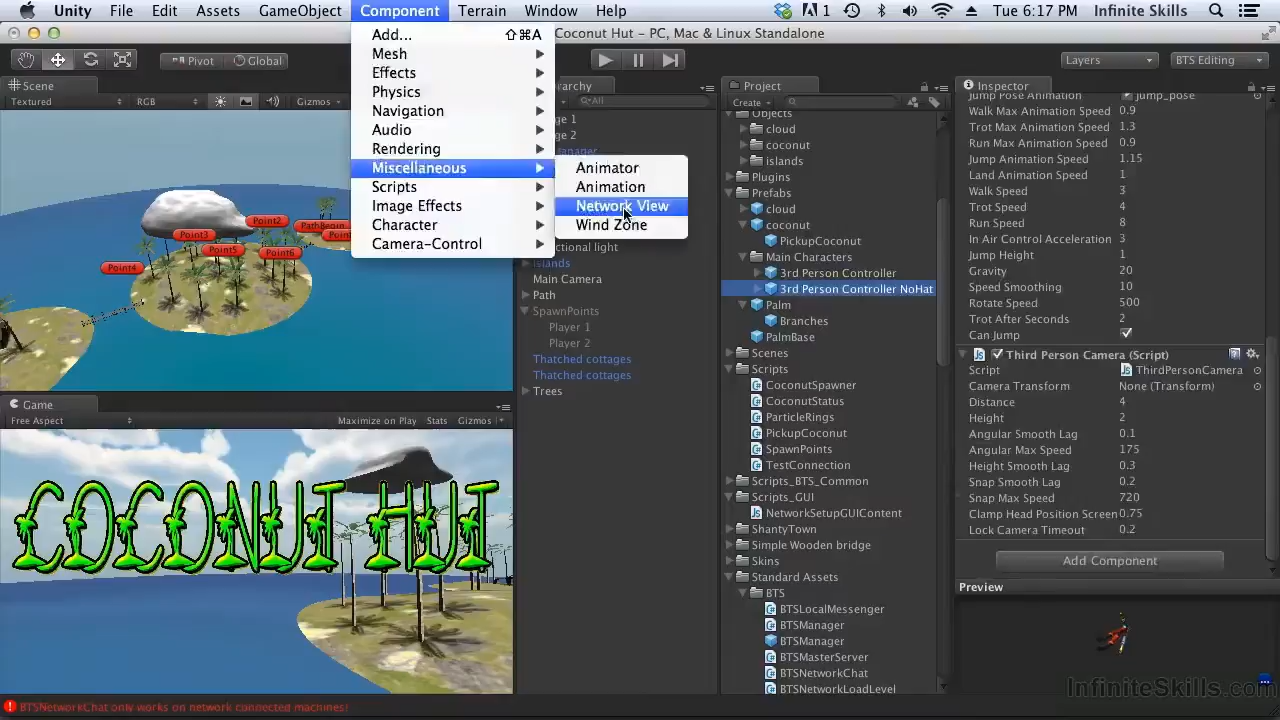 Unity File Edit Assets GameObject Component Terrain Window Help 1 Tue 6:17 PM Infinite Skills
Coconut Hut - PC, Mac & Linux Standalone
Pivot Global Layers BTS Editing
Add... ⇧⌘A
Mesh
Effects
Physics
Navigation
Audio
Rendering
Miscellaneous
Scripts
Image Effects
Character
Camera-Control
Animator
Animation
Network View
Wind Zone
Scene
Textured RGB Gizmos
Point2
Point3
Point5
Point6
Point4
All
Directional light
islands
Main Camera
Path
SpawnPoints
Player 1
Player 2
Thatched cottages
Thatched cottages
Trees
Project
Create
Objects
cloud
coconut
islands
Plugins
Prefabs
cloud
coconut
PickupCoconut
Main Characters
3rd Person Controller
3rd Person Controller NoHat
Palm
Branches
PalmBase
Scenes
Scripts
CoconutSpawner
CoconutStatus
ParticleRings
PickupCoconut
SpawnPoints
TestConnection
Scripts_BTS_Common
Scripts_GUI
NetworkSetupGUIContent
ShantyTown
Simple Wooden bridge
Skins
Standard Assets
BTS
BTSLocalMessenger
BTSManager
BTSManager
BTSMasterServer
BTSNetworkChat
BTSNetworkLoadLevel
Inspector
Jump Pose Animation jump_pose
Walk Max Animation Speed 0.9
Trot Max Animation Speed 1.3
Run Max Animation Speed 0.9
Jump Animation Speed 1.15
Land Animation Speed 1
Walk Speed 3
Trot Speed 4
Run Speed 8
In Air Control Acceleration 3
Jump Height 1
Gravity 20
Speed Smoothing 10
Rotate Speed 500
Trot After Seconds 2
Can Jump
Third Person Camera (Script)
Script ThirdPersonCamera
Camera Transform None (Transform)
Distance 4
Height 2
Angular Smooth Lag 0.1
Angular Max Speed 175
Height Smooth Lag 0.3
Snap Smooth Lag 0.2
Snap Max Speed 720
Clamp Head Position Screen 0.75
Lock Camera Timeout 0.2
Add Component
Preview
Game
Free Aspect Maximize on Play Stats Gizmos
COCONUT HUT
BTSNetworkChat only works on network connected machines!
InfiniteSkills.com